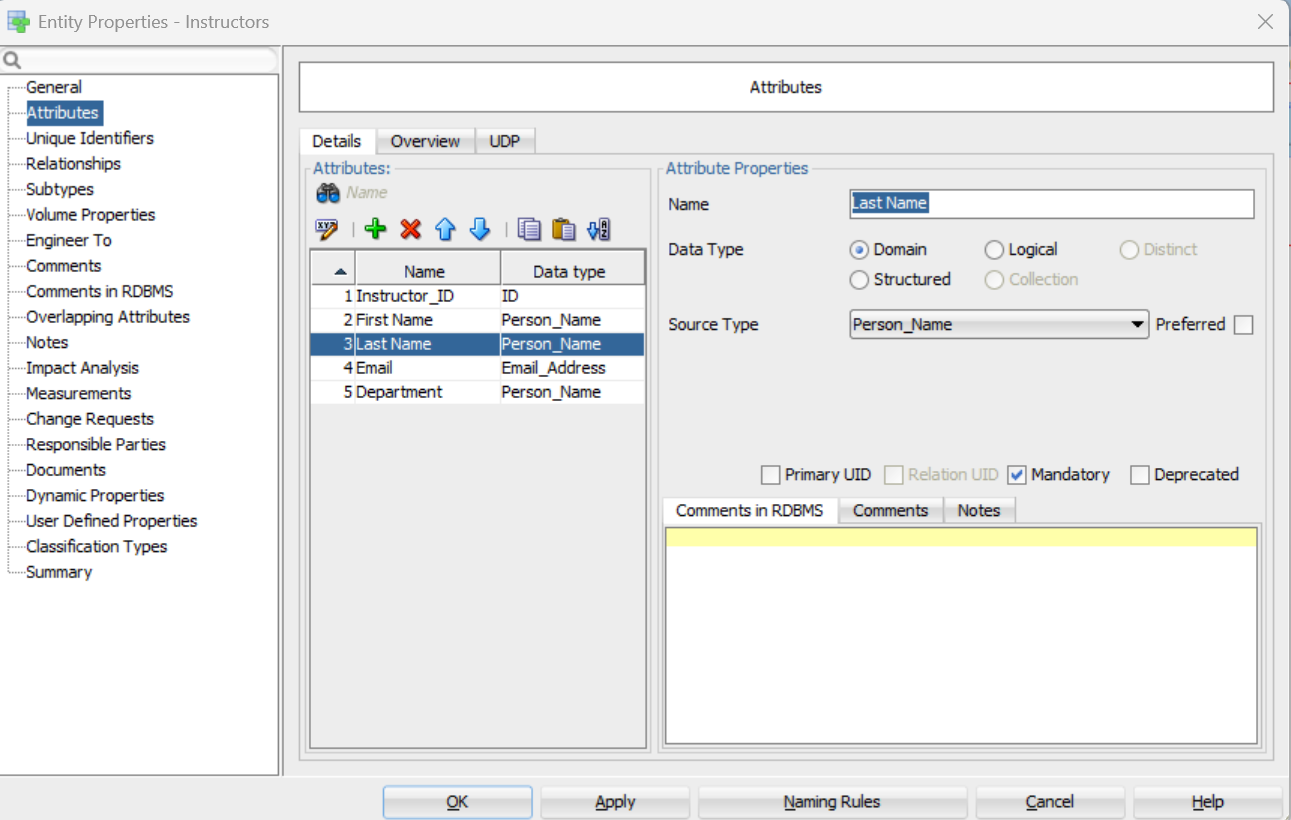 Entity Properties - Instructors
General
Attributes
Unique Identifiers
Relationships
Subtypes
Volume Properties
Engineer To
Comments
Comments in RDBMS
Overlapping Attributes
Notes
Impact Analysis
Measurements
Change Requests
Responsible Parties
Documents
Dynamic Properties
User Defined Properties
Classification Types
Summary
Attributes
Details Overview UDP
Attributes:
Name
XY?
Name Data type
1 Instructor_ID ID
2 First Name Person_Name
3 Last Name Person_Name
4 Email Email_Address
5 Department Person_Name
Attribute Properties
Name Last Name
Data Type Domain Logical Distinct
Structured Collection
Source Type Person_Name Preferred
Primary UID Relation UID Mandatory Deprecated
Comments in RDBMS Comments Notes
OK Apply Naming Rules Cancel Help